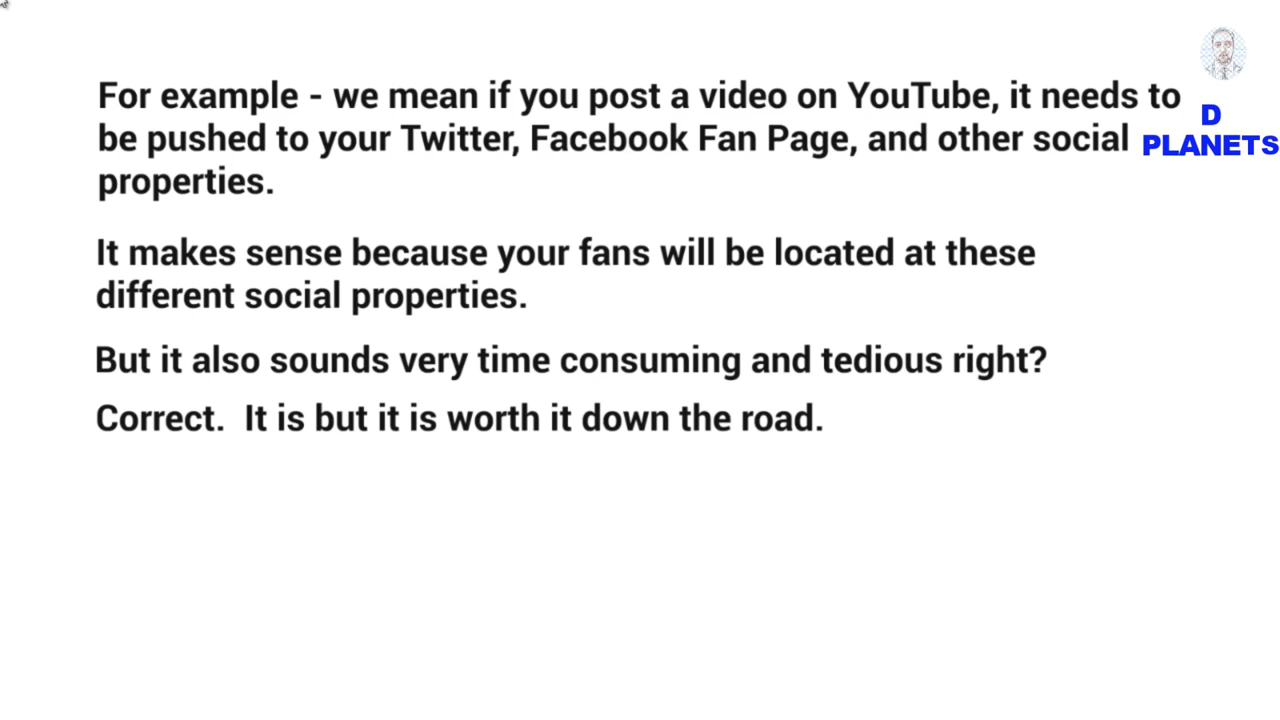 For example - we mean if you post a video on YouTube, it needs to
be pushed to your Twitter, Facebook Fan Page, and other social
properties.
D
PLANETS
It makes sense because your fans will be located at these
different social properties.
But it also sounds very time consuming and tedious right?
Correct.  It is but it is worth it down the road.